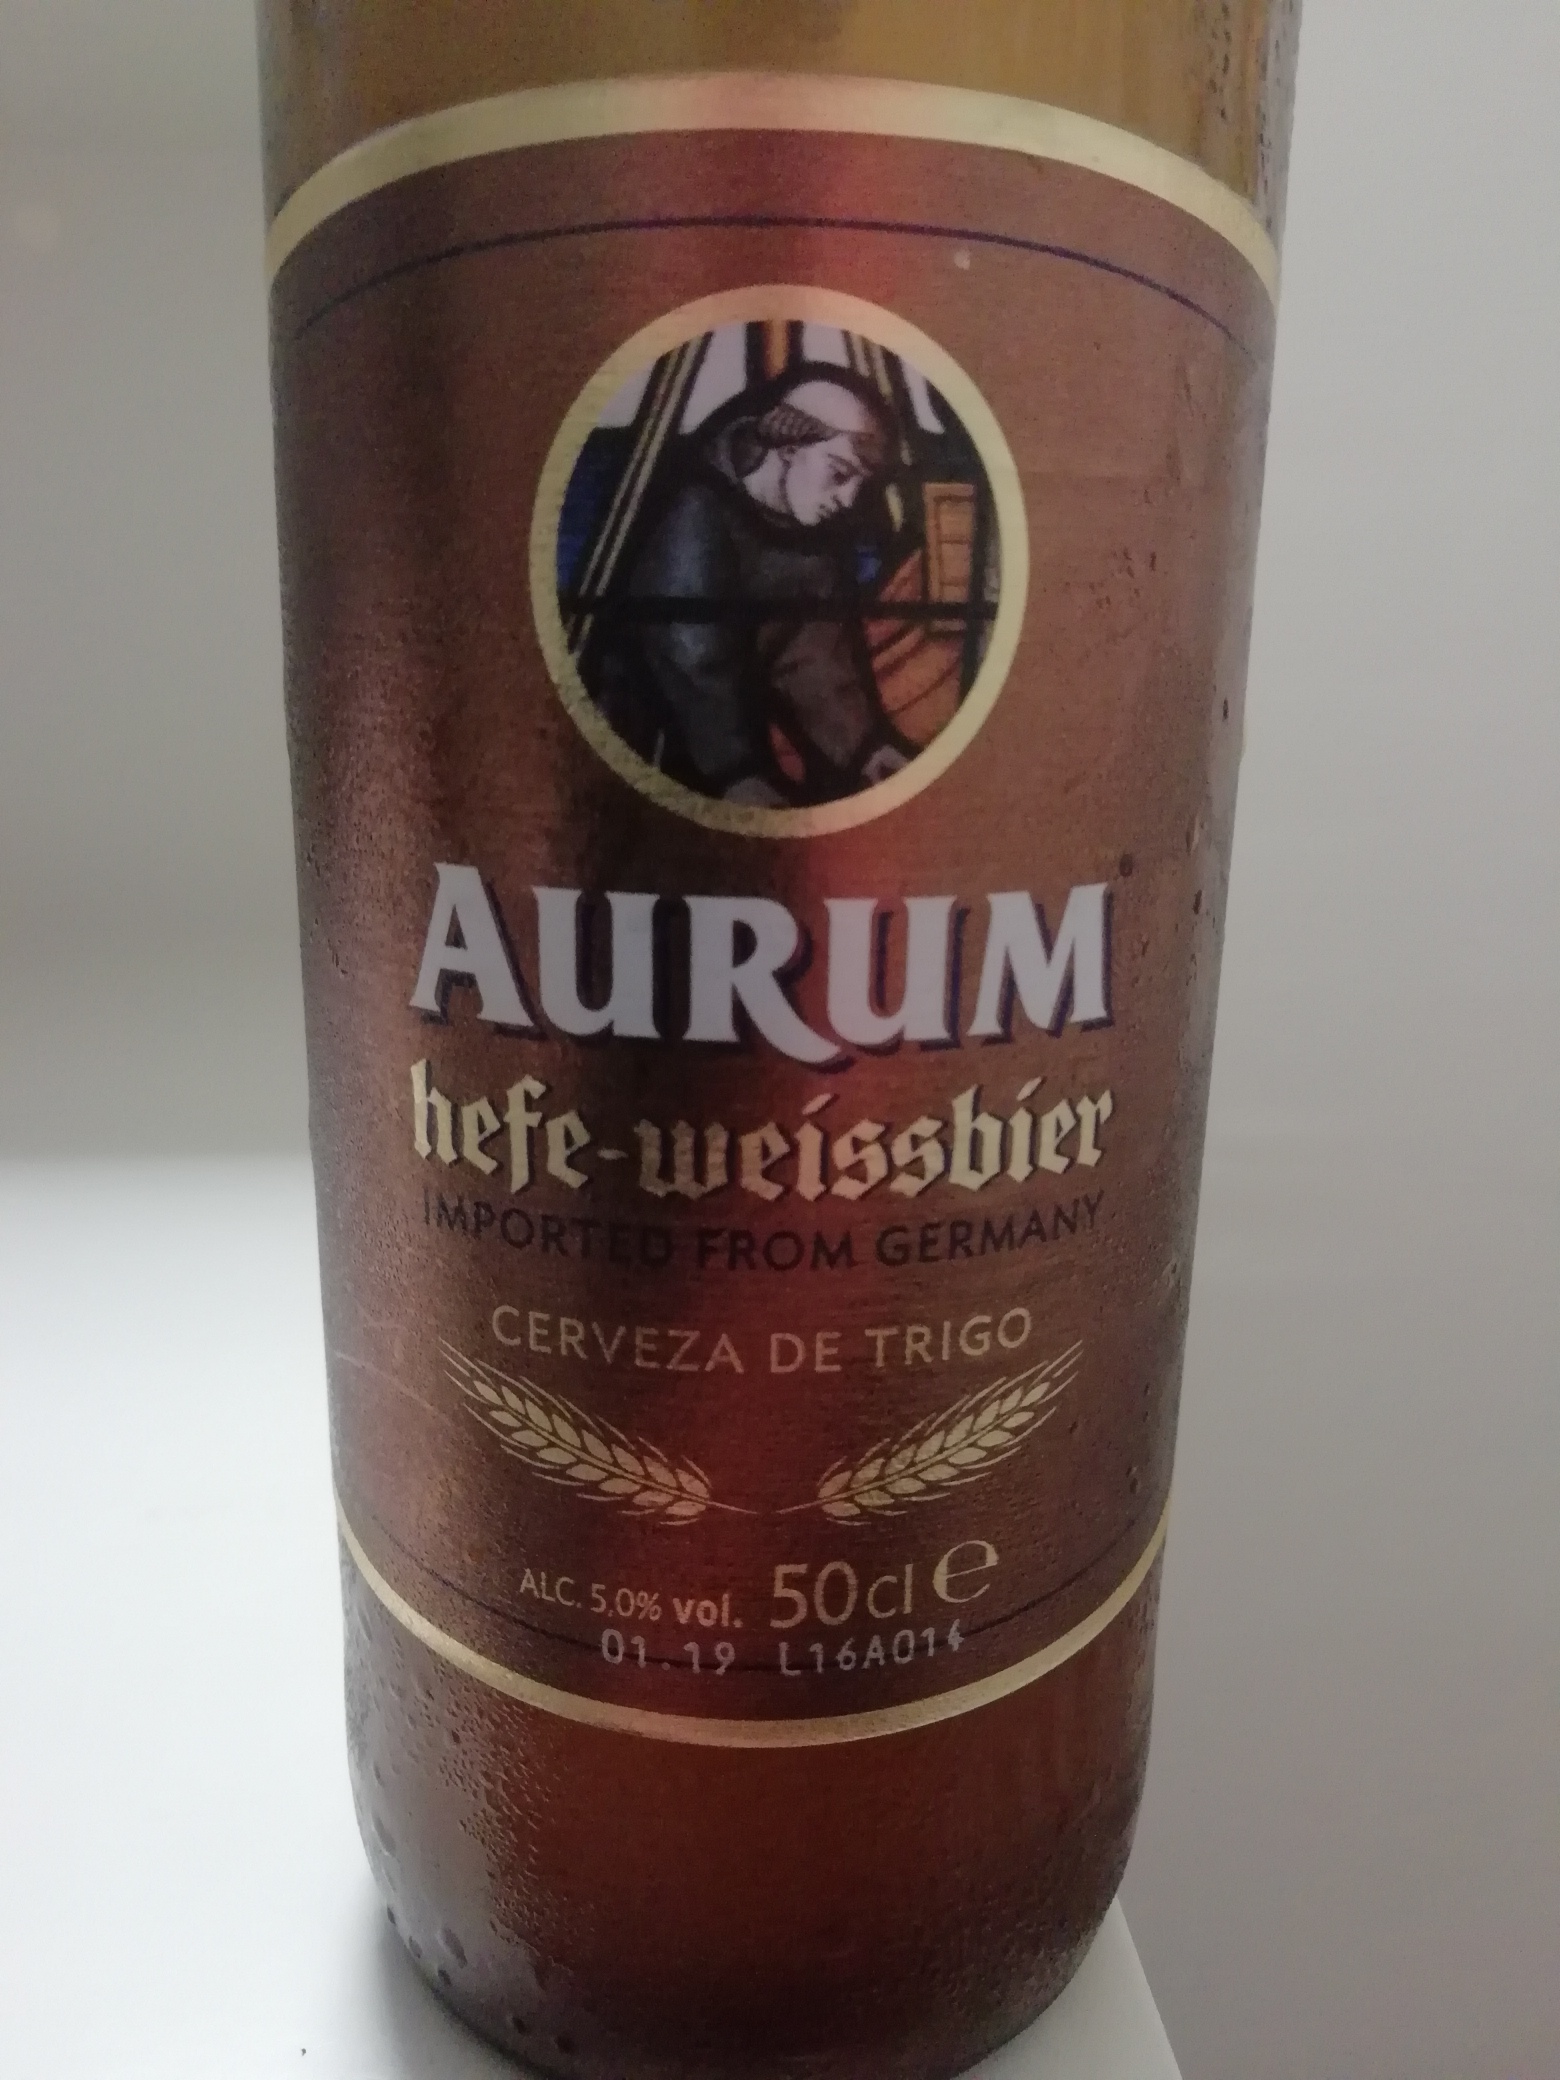 AURUM
hefe-weissbier
IMPORTED FROM GERMANY
CERVEZA DE TRIGO
ALC. 5,0% vol. 50cl e
01.19 L16A014